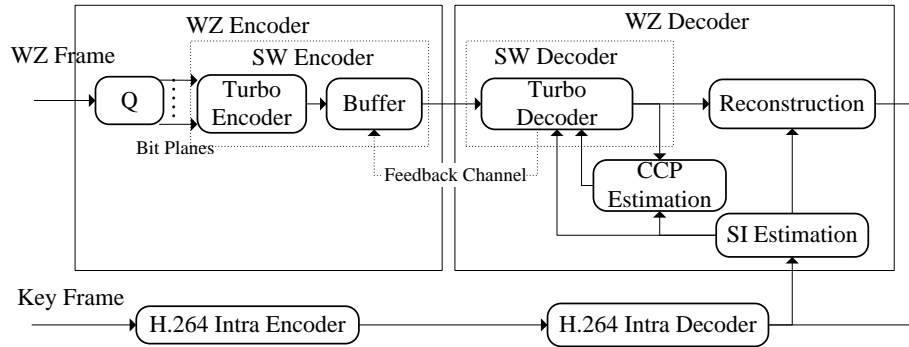 WZ Encoder
WZ Decoder
WZ Frame
SW Encoder
SW Decoder
Q
Turbo
Encoder
Buffer
Turbo
Decoder
Reconstruction
Bit Planes
Feedback Channel
CCP
Estimation
SI Estimation
Key Frame
H.264 Intra Encoder
H.264 Intra Decoder